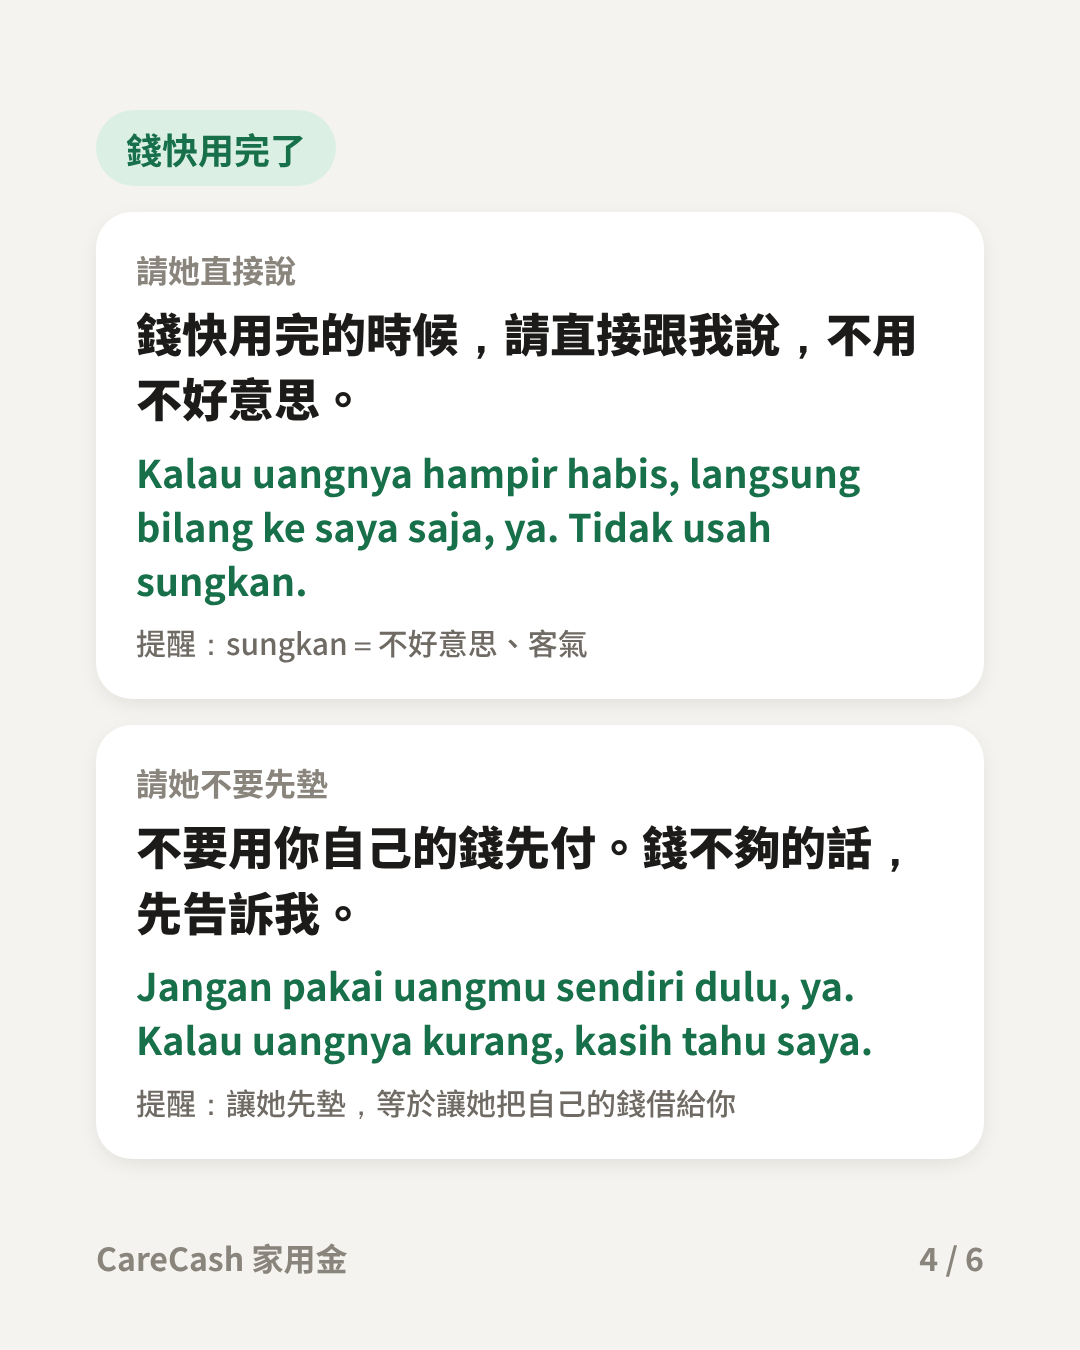 錢快用完了
請她直接說
錢快用完的時候，請直接跟我說，不用
不好意思。
Kalau uangnya hampir habis, langsung
bilang ke saya saja, ya. Tidak usah
sungkan.
提醒：sungkan＝不好意思、客氣
請她不要先墊
不要用你自己的錢先付。錢不夠的話，
先告訴我。
Jangan pakai uangmu sendiri dulu, ya.
Kalau uangnya kurang, kasih tahu saya.
提醒：讓她先墊，等於讓她把自己的錢借給你
CareCash 家用金
4 / 6